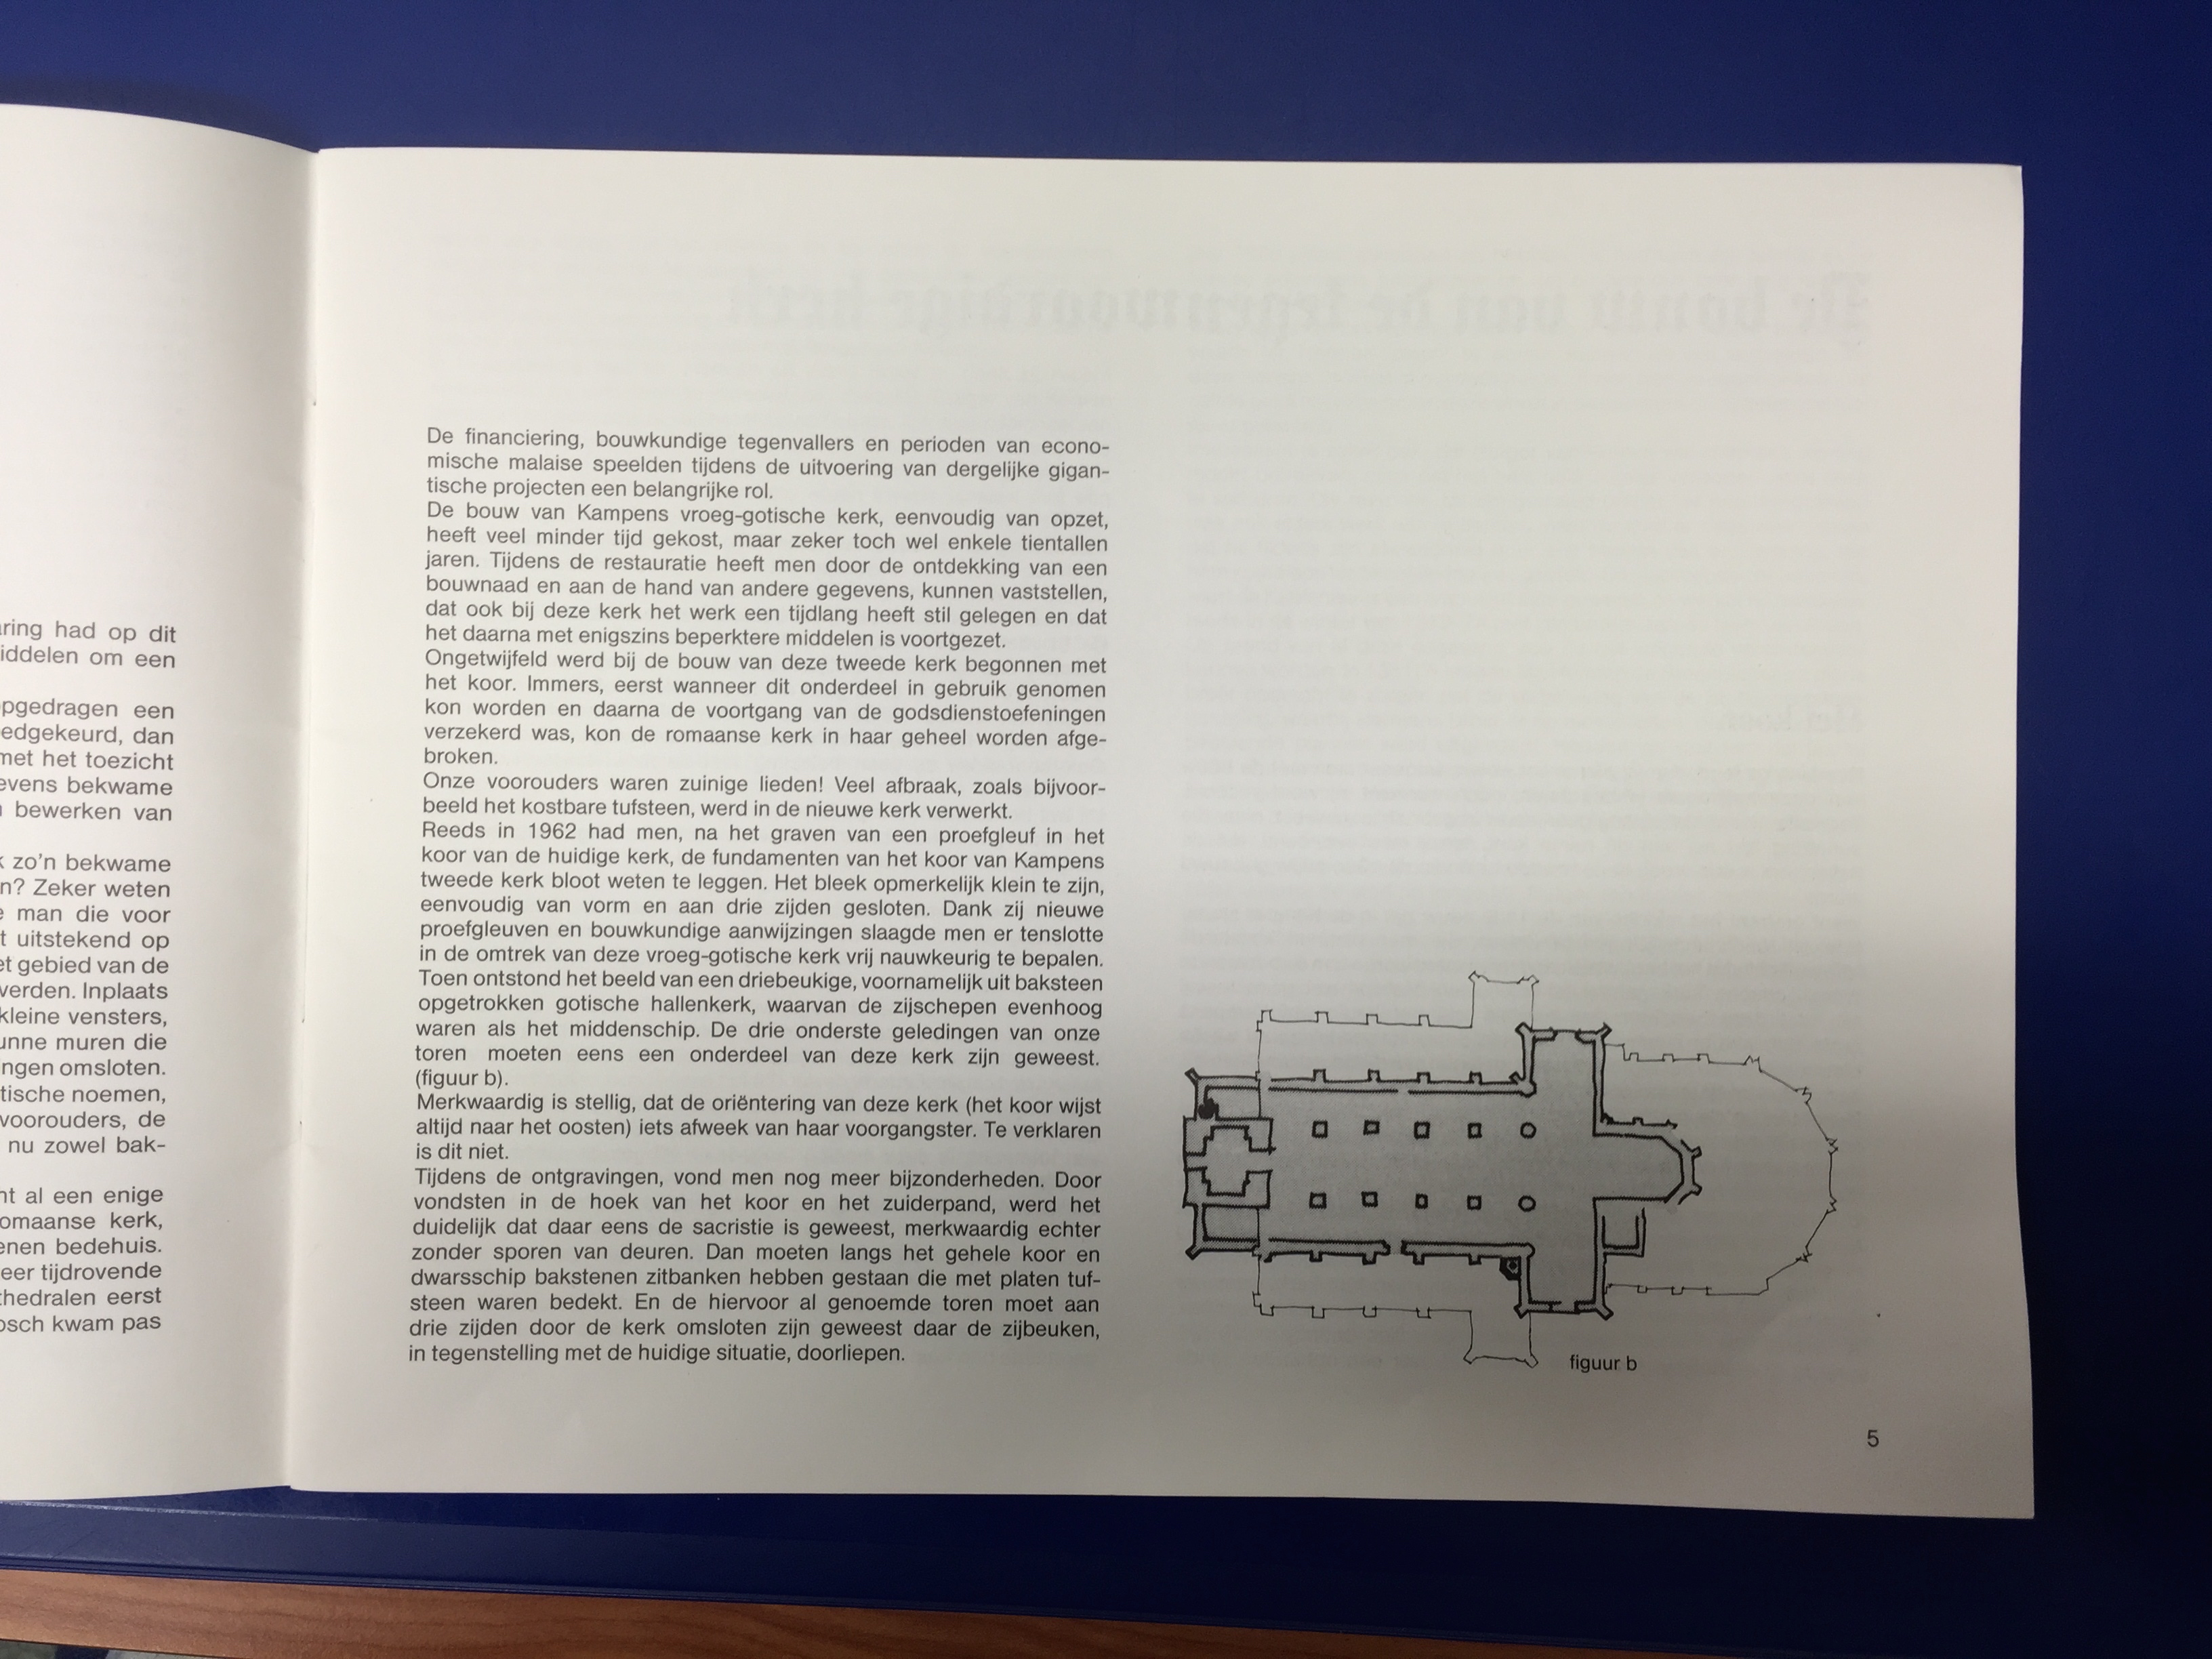 ring had op dit
iddelen om een
pgedragen een
edgekeurd, dan
met het toezicht
evens bekwame
bewerken van
zo'n bekwame
n? Zeker weten
man die voor
t uitstekend op
et gebied van de
verden. Inplaats
kleine vensters,
unne muren die
ngen omsloten.
tische noemen,
voorouders, de
nu zowel bak-
nt al een enige
omaanse kerk,
enen bedehuis.
eer tijdrovende
thedralen eerst
osch kwam pas
De financiering, bouwkundige tegenvallers en perioden van econo-
mische malaise speelden tijdens de uitvoering van dergelijke gigan-
tische projecten een belangrijke rol.
De bouw van Kampens vroeg-gotische kerk, eenvoudig van opzet,
heeft veel minder tijd gekost, maar zeker toch wel enkele tientallen
jaren. Tijdens de restauratie heeft men door de ontdekking van een
bouwnaad en aan de hand van andere gegevens, kunnen vaststellen,
dat ook bij deze kerk het werk een tijdlang heeft stil gelegen en dat
het daarna met enigszins beperktere middelen is voortgezet.
Ongetwijfeld werd bij de bouw van deze tweede kerk begonnen met
het koor. Immers, eerst wanneer dit onderdeel in gebruik genomen
kon worden en daarna de voortgang van de godsdienstoefeningen
verzekerd was, kon de romaanse kerk in haar geheel worden afge-
broken.
Onze voorouders waren zuinige lieden! Veel afbraak, zoals bijvoor-
beeld het kostbare tufsteen, werd in de nieuwe kerk verwerkt.
Reeds in 1962 had men, na het graven van een proefgleuf in het
koor van de huidige kerk, de fundamenten van het koor van Kampens
tweede kerk bloot weten te leggen. Het bleek opmerkelijk klein te zijn,
eenvoudig van vorm en aan drie zijden gesloten. Dank zij nieuwe
proefgleuven en bouwkundige aanwijzingen slaagde men er tenslotte
in de omtrek van deze vroeg-gotische kerk vrij nauwkeurig te bepalen.
Toen ontstond het beeld van een driebeukige, voornamelijk uit baksteen
opgetrokken gotische hallenkerk, waarvan de zijschepen evenhoog
waren als het middenschip. De drie onderste geledingen van onze
toren moeten eens een onderdeel van deze kerk zijn geweest.
(figuur b).
Merkwaardig is stellig, dat de oriëntering van deze kerk (het koor wijst
altijd naar het oosten) iets afweek van haar voorgangster. Te verklaren
is dit niet.
Tijdens de ontgravingen, vond men nog meer bijzonderheden. Door
vondsten in de hoek van het koor en het zuiderpand, werd het
duidelijk dat daar eens de sacristie is geweest, merkwaardig echter
zonder sporen van deuren. Dan moeten langs het gehele koor en
dwarsschip bakstenen zitbanken hebben gestaan die met platen tuf-
steen waren bedekt. En de hiervoor al genoemde toren moet aan
drie zijden door de kerk omsloten zijn geweest daar de zijbeuken,
in tegenstelling met de huidige situatie, doorliepen.
figuur b
5